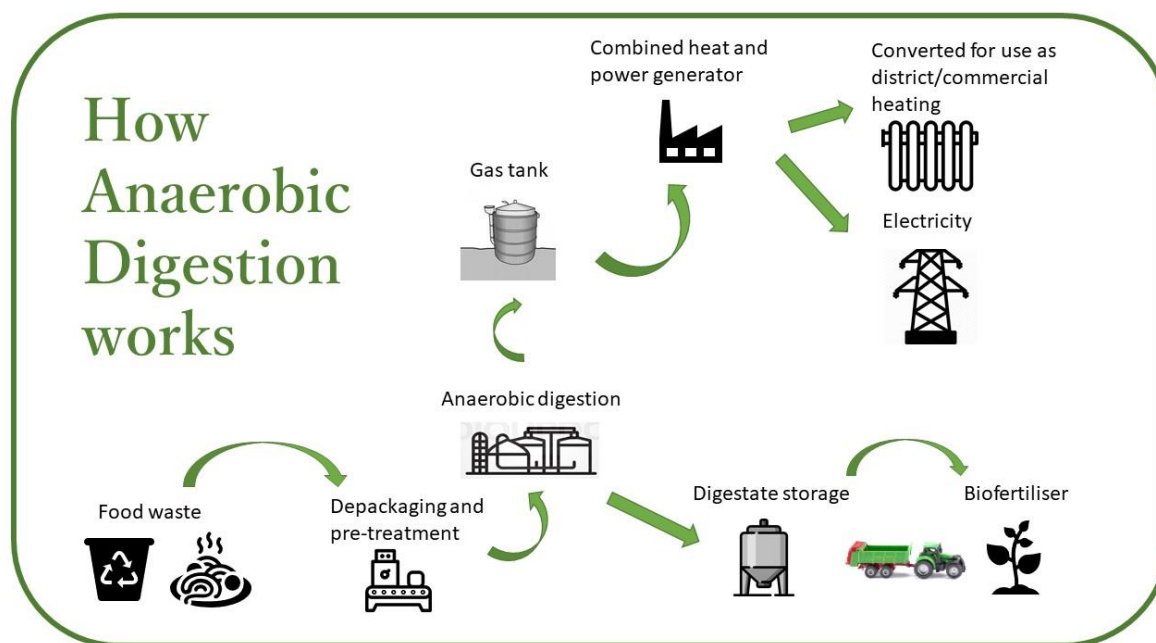 How
Anaerobic
Digestion
works
Combined heat and
power generator
Converted for use as
district/commercial
heating
Gas tank
Electricity
Anaerobic digestion
Food waste
Depackaging and
pre-treatment
Digestate storage
Biofertiliser